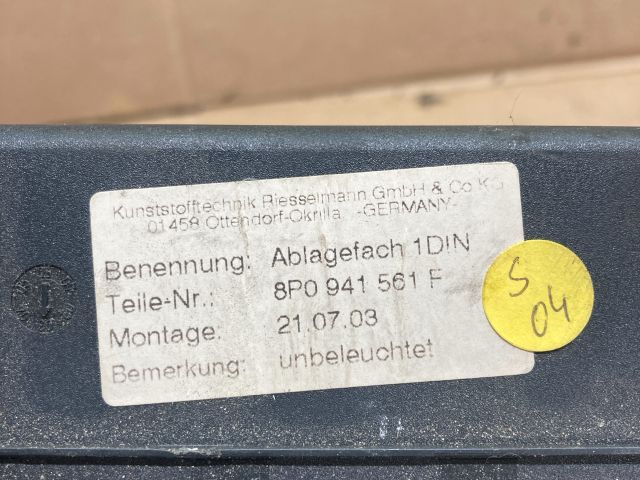 Kunststofftechnik Riesselmann GmbH & Co KG
01458 Ottendorf-Okrilla -GERMANY-
Benennung: Ablagefach 1DIN
Teile-Nr.: 8P0 941 561 F
Montage: 21.07.03
Bemerkung: unbeleuchtet
S
04